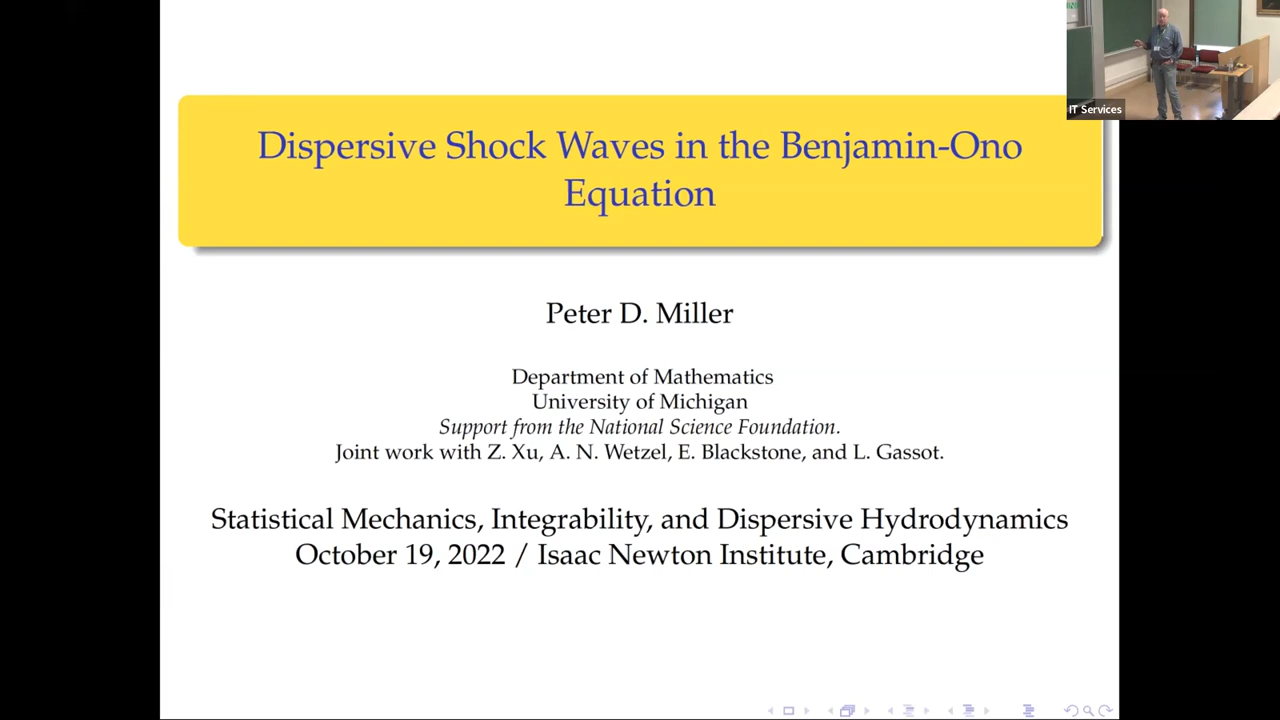 Dispersive Shock Waves in the Benjamin-Ono
Equation
Peter D. Miller
Department of Mathematics
University of Michigan
Support from the National Science Foundation.
Joint work with Z. Xu, A. N. Wetzel, E. Blackstone, and L. Gassot.
Statistical Mechanics, Integrability, and Dispersive Hydrodynamics
October 19, 2022 / Isaac Newton Institute, Cambridge
IT Services